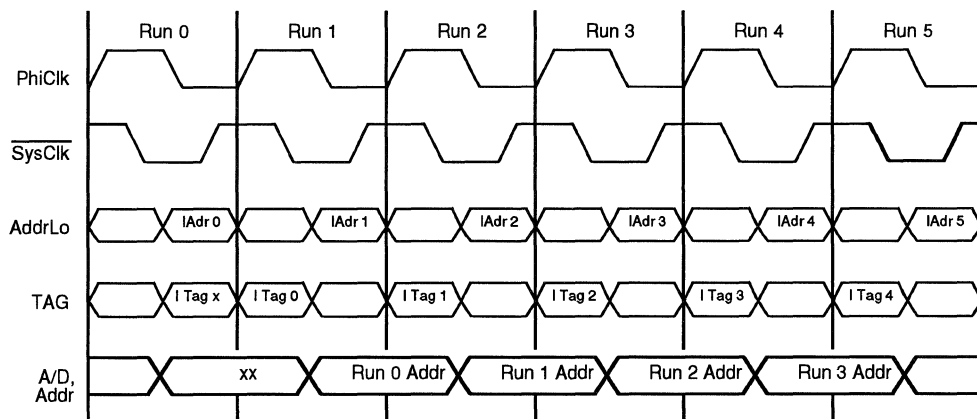 Run 0 Run 1 Run 2 Run 3 Run 4 Run 5
PhiClk
SysClk
AddrLo IAdr 0 IAdr 1 IAdr 2 IAdr 3 IAdr 4 IAdr 5
TAG I Tag x I Tag 0 I Tag 1 I Tag 2 I Tag 3 I Tag 4
A/D, Addr xx Run 0 Addr Run 1 Addr Run 2 Addr Run 3 Addr